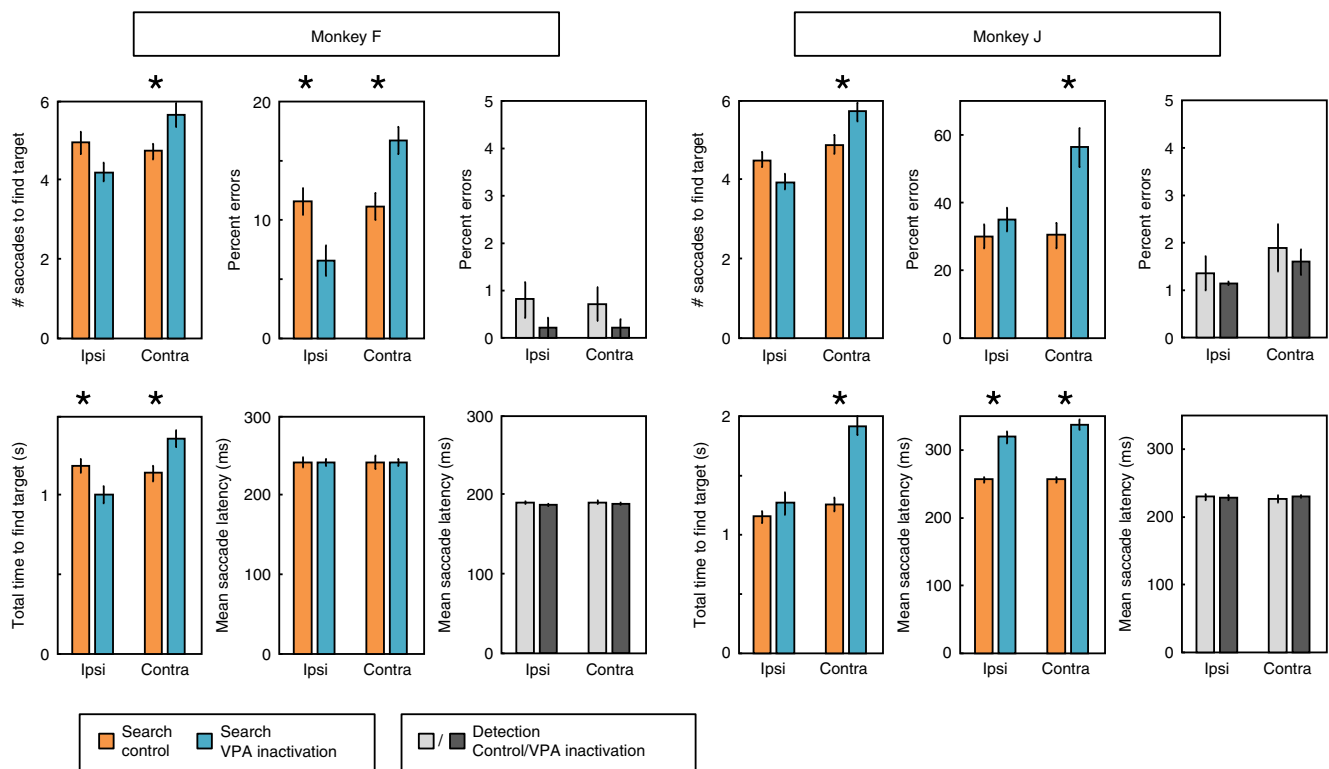 Monkey F
Monkey J
* * *
# saccades to find target
6
4
2
0
Ipsi Contra
Percent errors
20
10
0
Ipsi Contra
Percent errors
5
4
3
2
1
0
Ipsi Contra
* *
# saccades to find target
6
4
2
0
Ipsi Contra
Percent errors
60
40
20
0
Ipsi Contra
Percent errors
5
4
3
2
1
0
Ipsi Contra
* *
Total time to find target (s)
1
0
Ipsi Contra
Mean saccade latency (ms)
300
200
100
0
Ipsi Contra
Mean saccade latency (ms)
300
200
100
0
Ipsi Contra
* * *
Total time to find target (s)
2
1
0
Ipsi Contra
Mean saccade latency (ms)
300
200
100
0
Ipsi Contra
Mean saccade latency (ms)
300
200
100
0
Ipsi Contra
Search
control
Search
VPA inactivation
/ Detection
Control/VPA inactivation